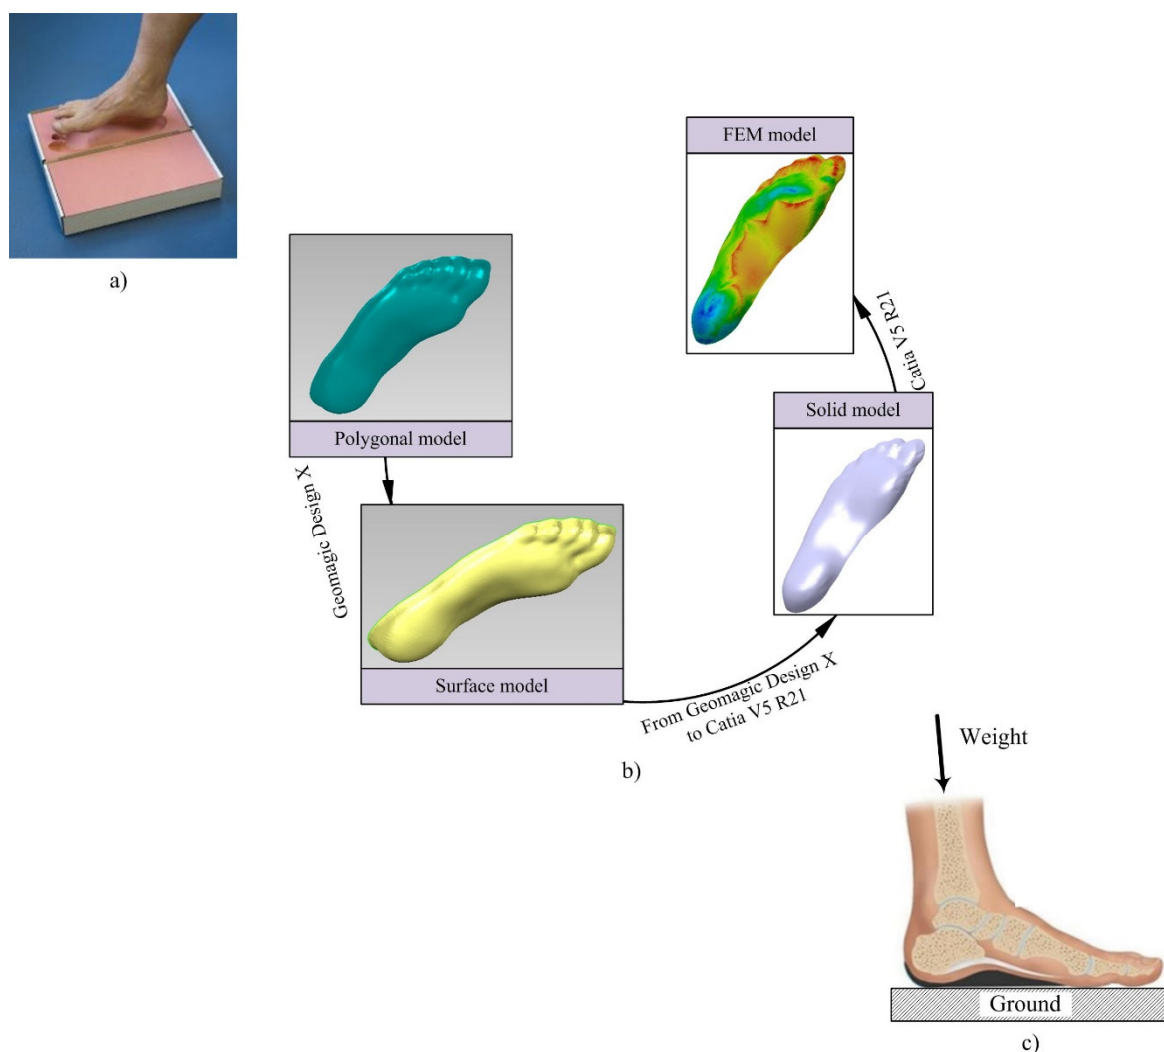 a)
FEM model
Polygonal model
Geomagic Design X
Surface model
From Geomagic Design X
to Catia V5 R21
Solid model
Catia V5 R21
b)
Weight
Ground
c)